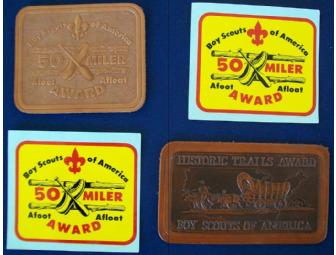 Boy Scouts of America
50 MILER
Afoot Afloat
AWARD
Boy Scouts of America
50 MILER
Afoot Afloat
AWARD
Boy Scouts of America
50 MILER
Afoot Afloat
AWARD
HISTORIC TRAILS AWARD
BOY SCOUTS OF AMERICA